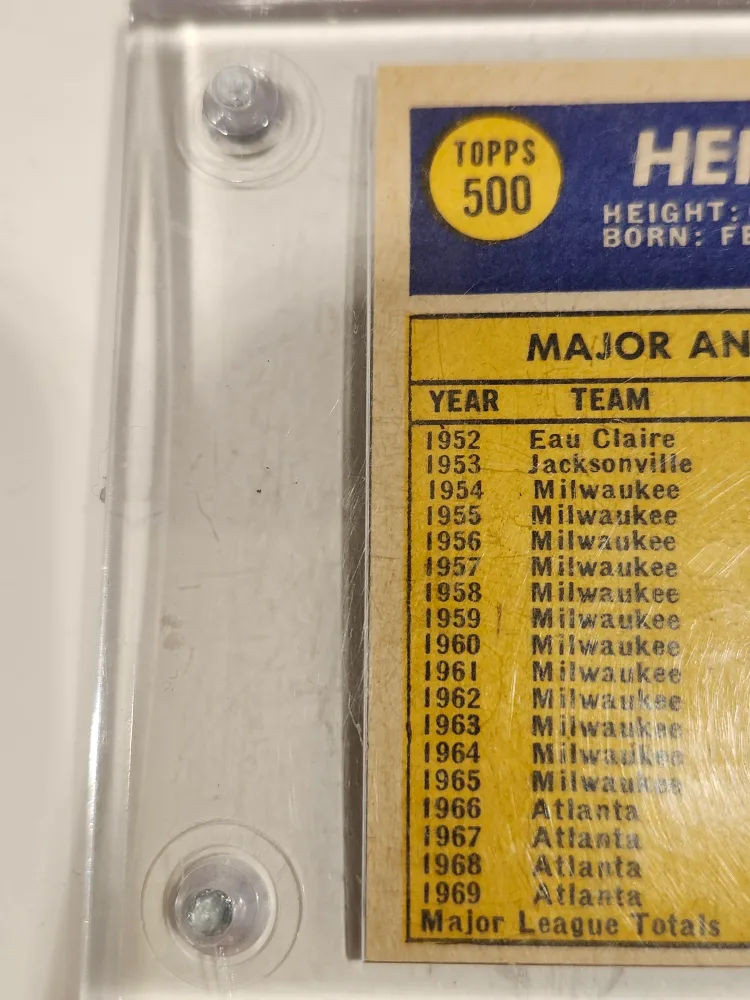 TOPPS
500
HE
HEIGHT:
BORN: FE
MAJOR AN
YEAR TEAM
1952 Eau Claire
1953 Jacksonville
1954 Milwaukee
1955 Milwaukee
1956 Milwaukee
1957 Milwaukee
1958 Milwaukee
1959 Milwaukee
1960 Milwaukee
1961 Milwaukee
1962 Milwaukee
1963 Milwaukee
1964 Milwaukee
1965 Milwaukee
1966 Atlanta
1967 Atlanta
1968 Atlanta
1969 Atlanta
Major League Totals